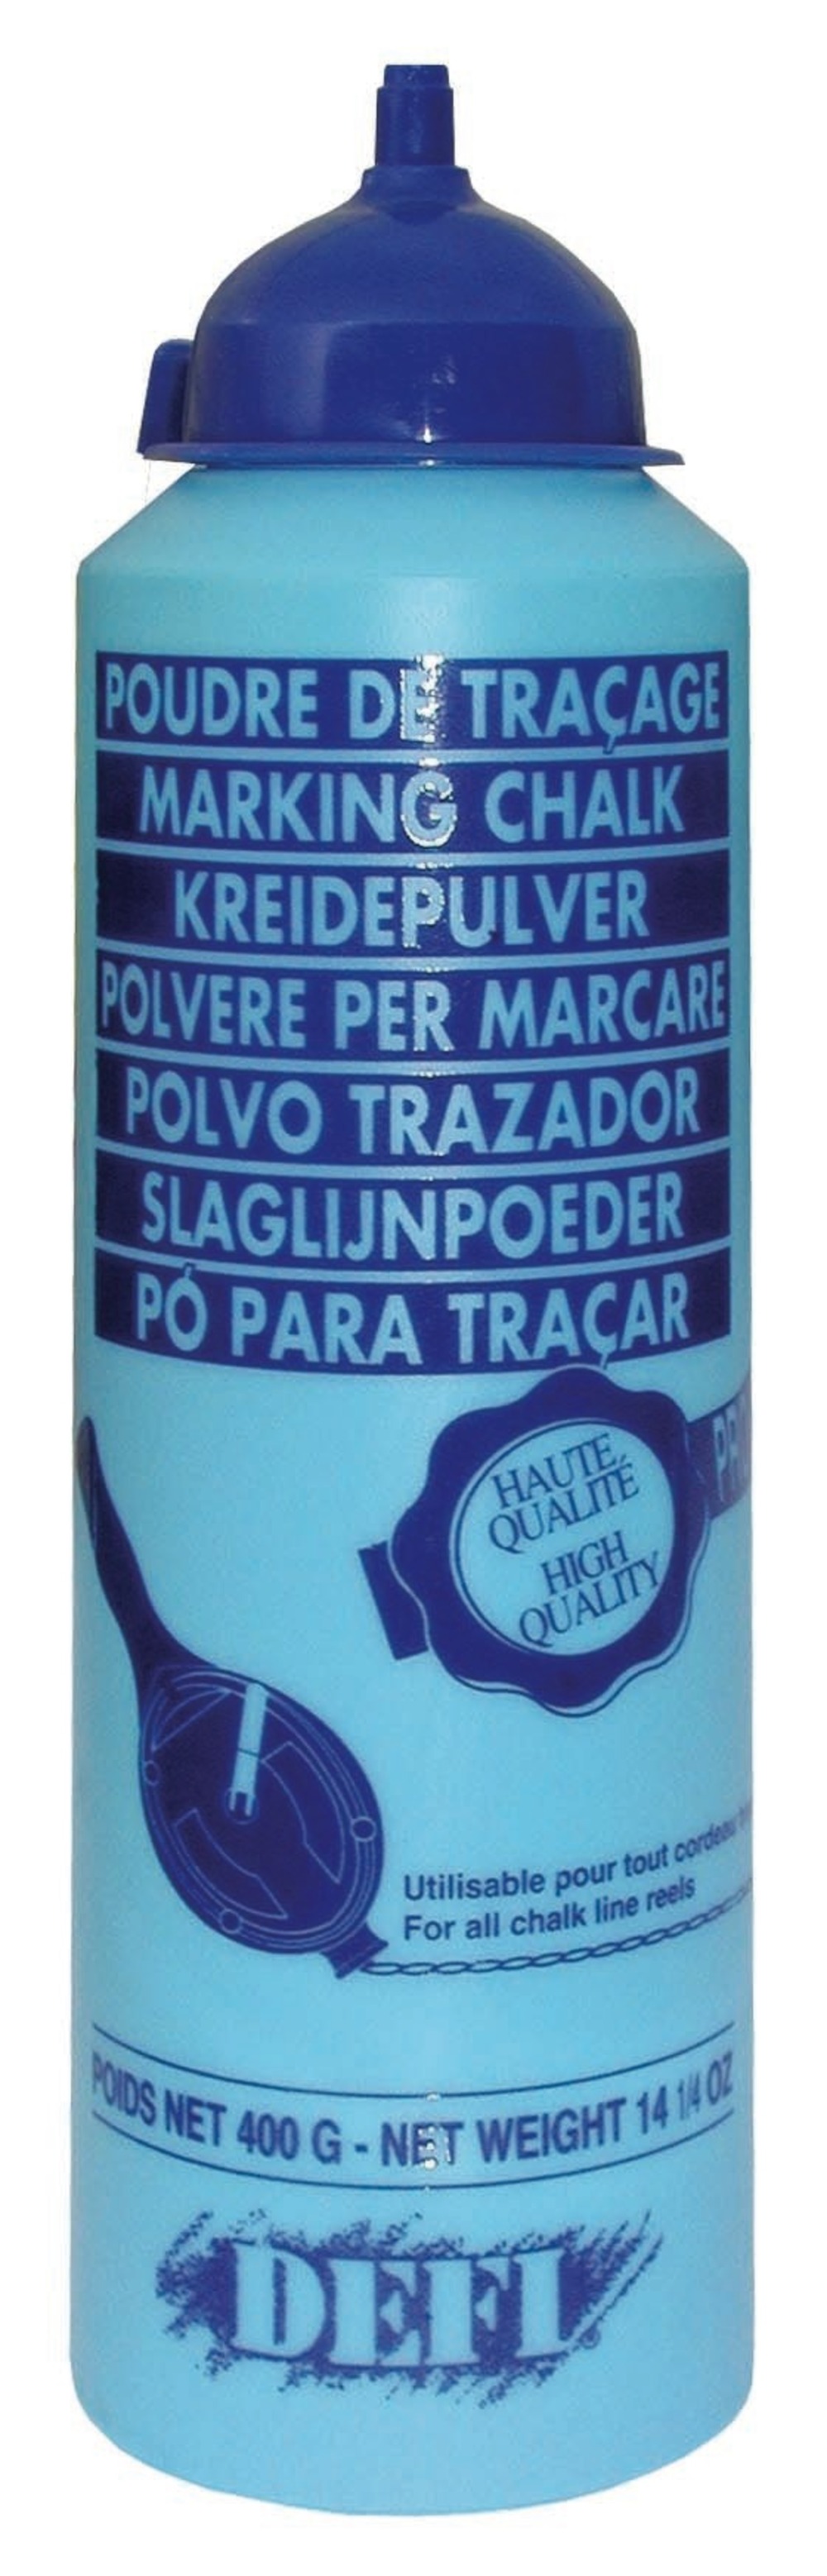 POUDRE DE TRAÇAGE
MARKING CHALK
KREIDEPULVER
POLVERE PER MARCARE
POLVO TRAZADOR
SLAGLIJNPOEDER
PÓ PARA TRAÇAR
HAUTE
QUALITÉ
HIGH
QUALITY
Utilisable pour tout cordeau
For all chalk line reels
POIDS NET 400 G - NET WEIGHT 14 1/4 OZ
DEFI